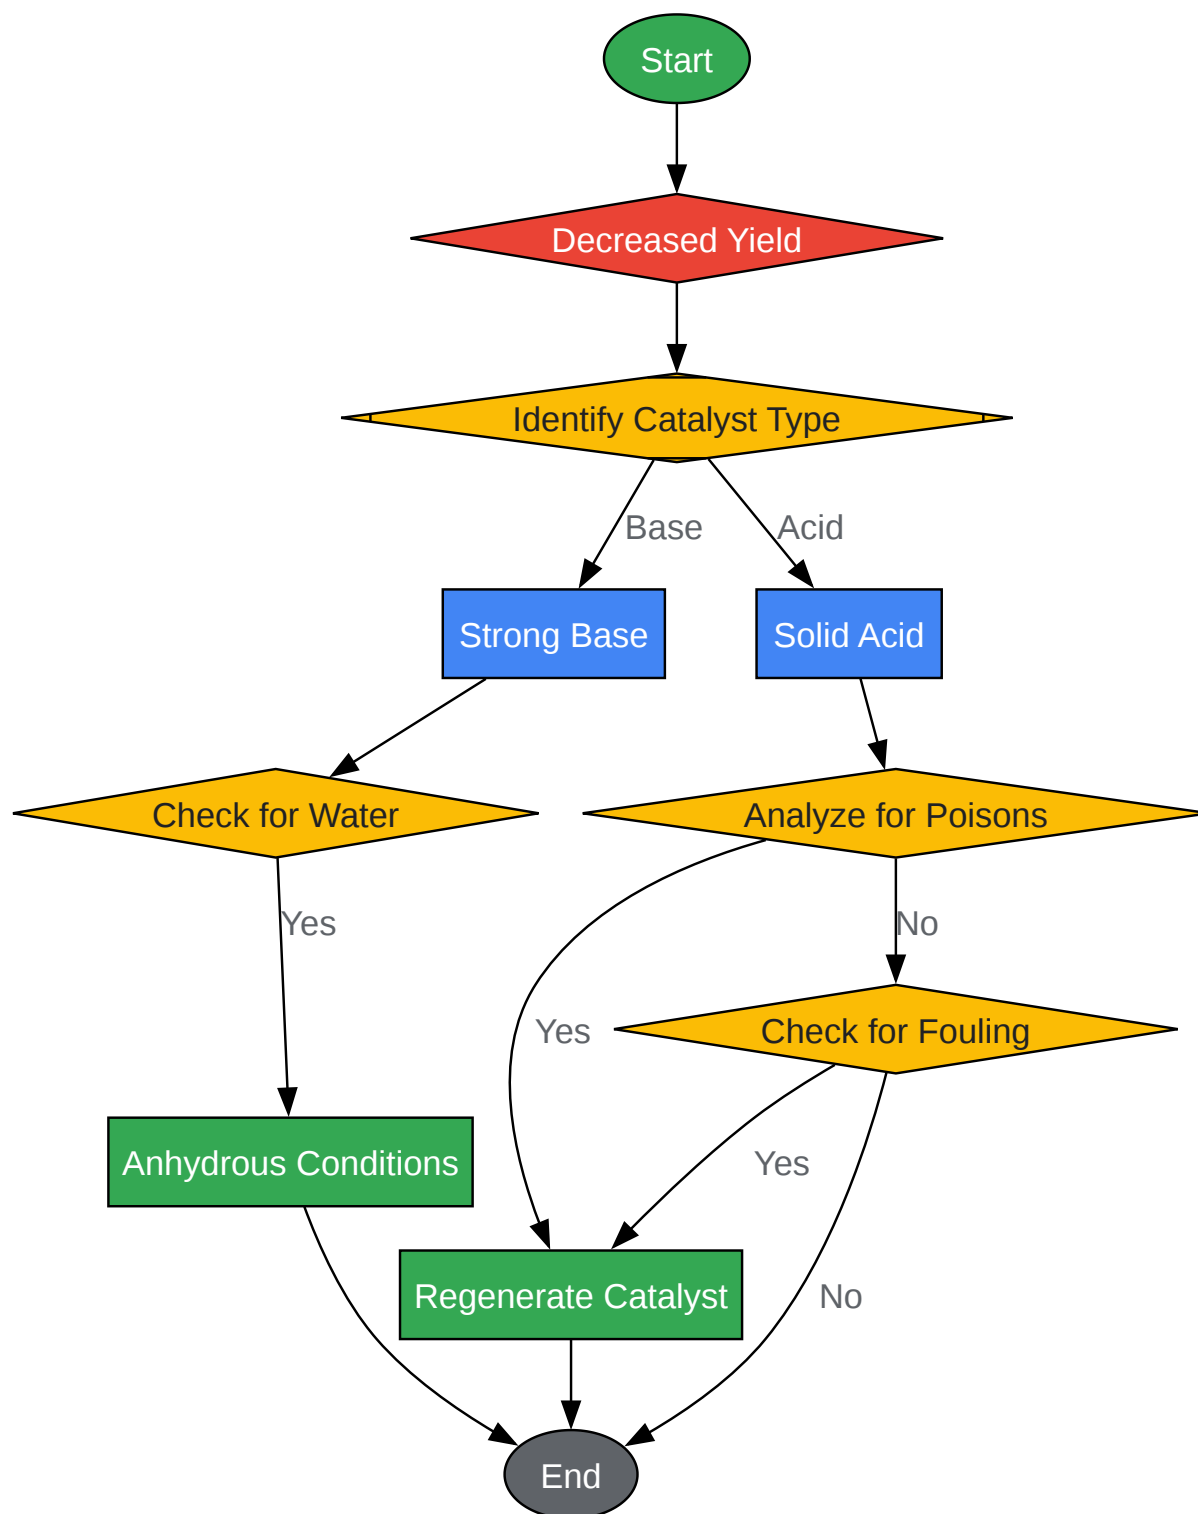 Start
Decreased Yield
Identify Catalyst Type
Base
Acid
Strong Base
Solid Acid
Check for Water
Analyze for Poisons
Yes
No
Yes
Check for Fouling
Anhydrous Conditions
Yes
Regenerate Catalyst
No
End